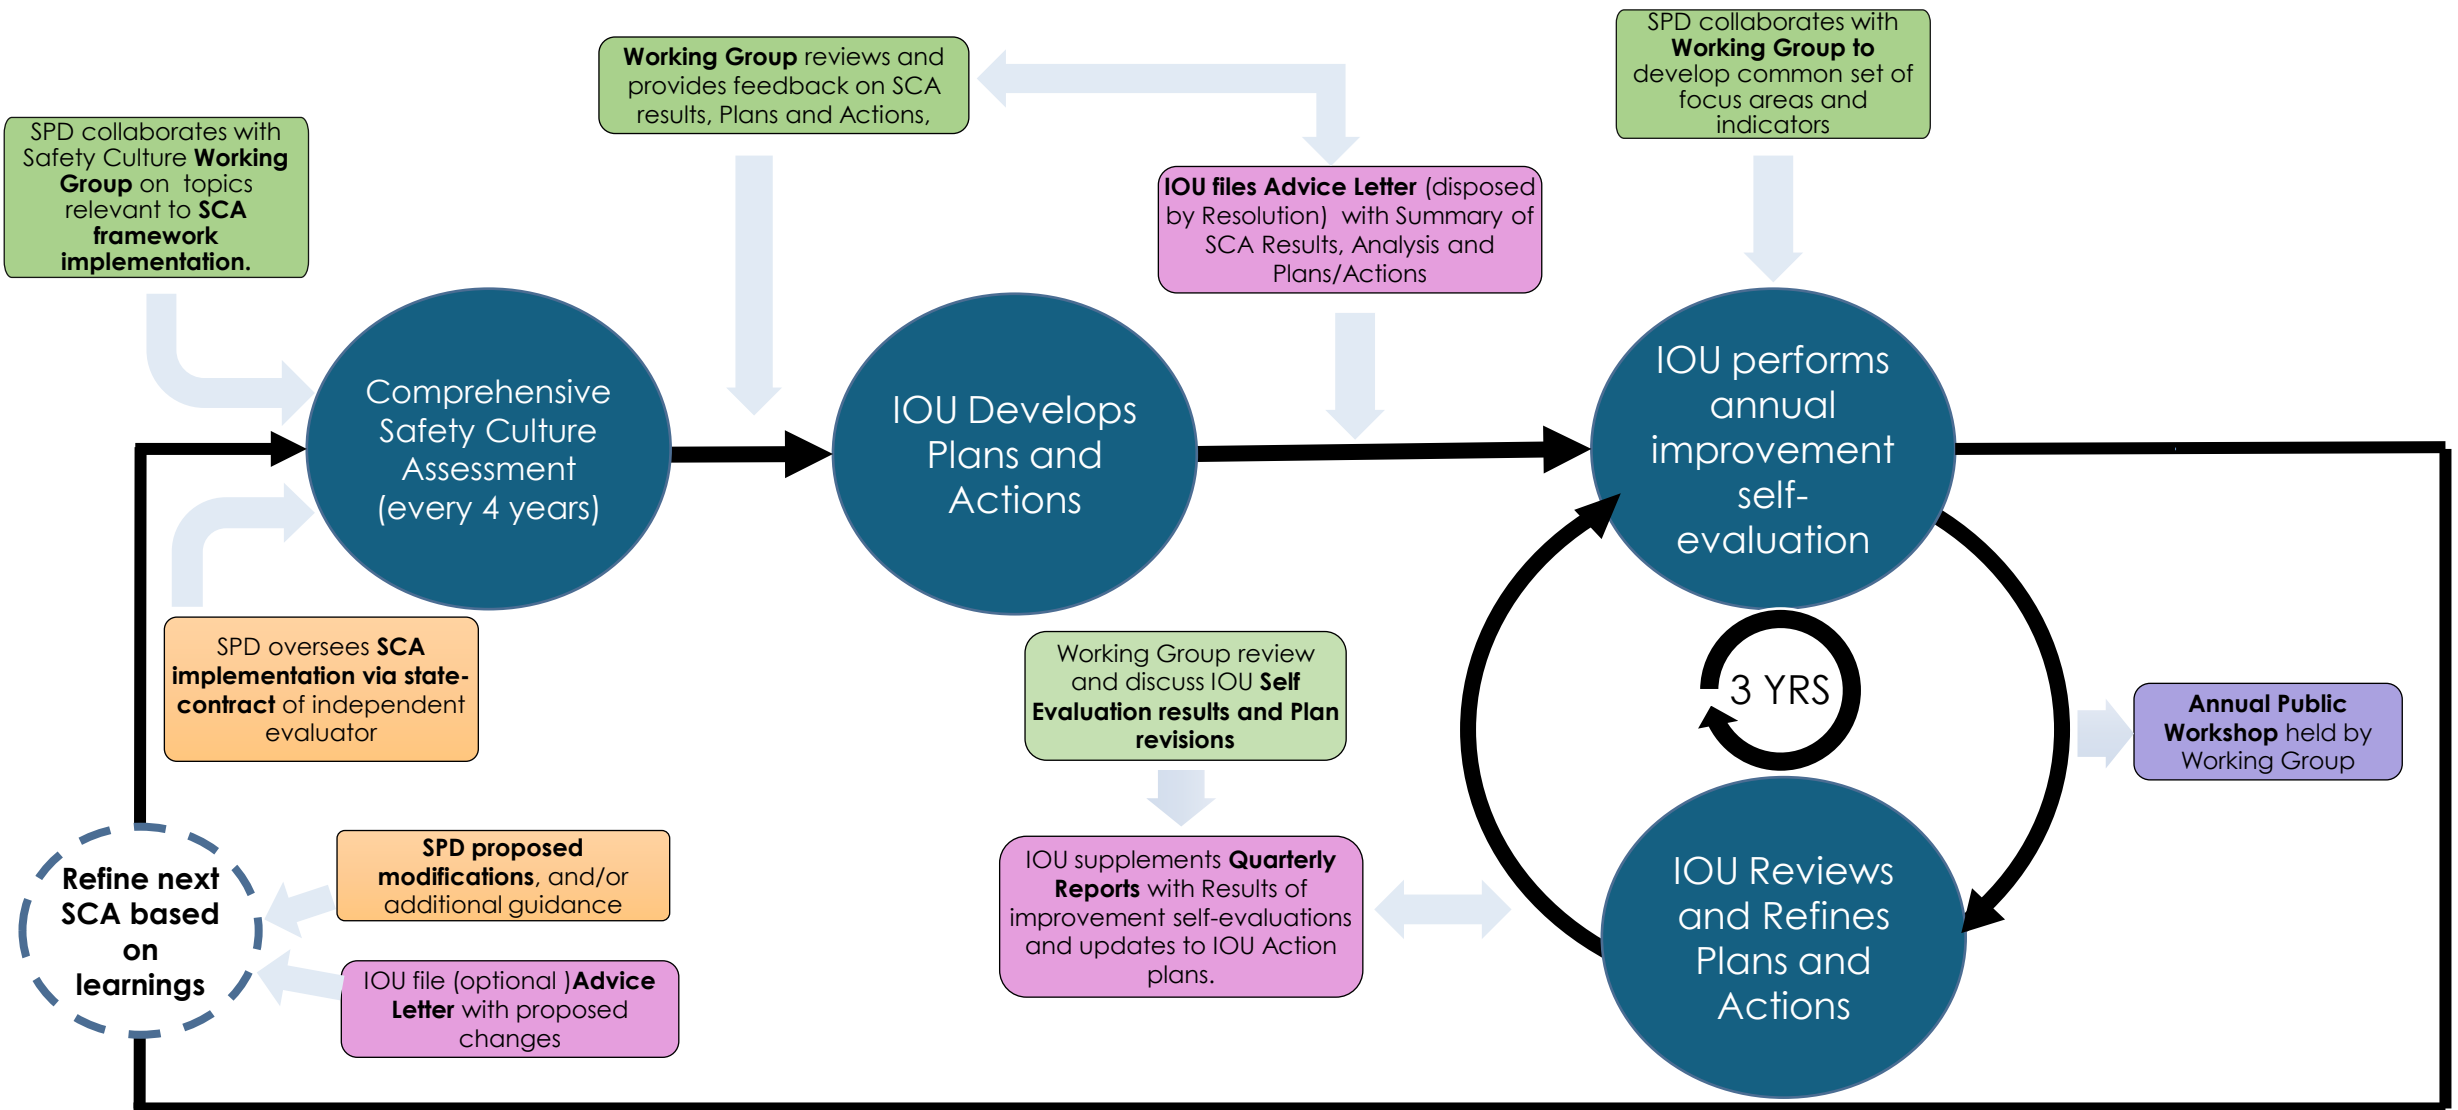 SPD collaborates with
Safety Culture Working
Group on topics
relevant to SCA
framework
implementation.
Working Group reviews and
provides feedback on SCA
results, Plans and Actions,
IOU files Advice Letter (disposed
by Resolution) with Summary of
SCA Results, Analysis and
Plans/Actions
SPD collaborates with
Working Group to
develop common set of
focus areas and
indicators
Comprehensive
Safety Culture
Assessment
(every 4 years)
IOU Develops
Plans and
Actions
IOU performs
annual
improvement
self-
evaluation
SPD oversees SCA
implementation via state-
contract of independent
evaluator
Working Group review
and discuss IOU Self
Evaluation results and Plan
revisions
3 YRS
Annual Public
Workshop held by
Working Group
Refine next
SCA based
on
learnings
SPD proposed
modifications, and/or
additional guidance
IOU file (optional )Advice
Letter with proposed
changes
IOU supplements Quarterly
Reports with Results of
improvement self-evaluations
and updates to IOU Action
plans.
IOU Reviews
and Refines
Plans and
Actions